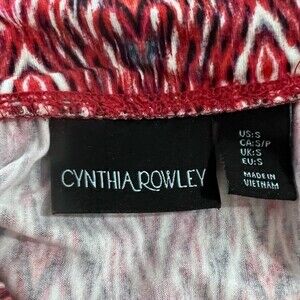 CYNTHIA ROWLEY
US:S
CA:S/P
UK:S
EU:S
MADE IN
VIETNAM